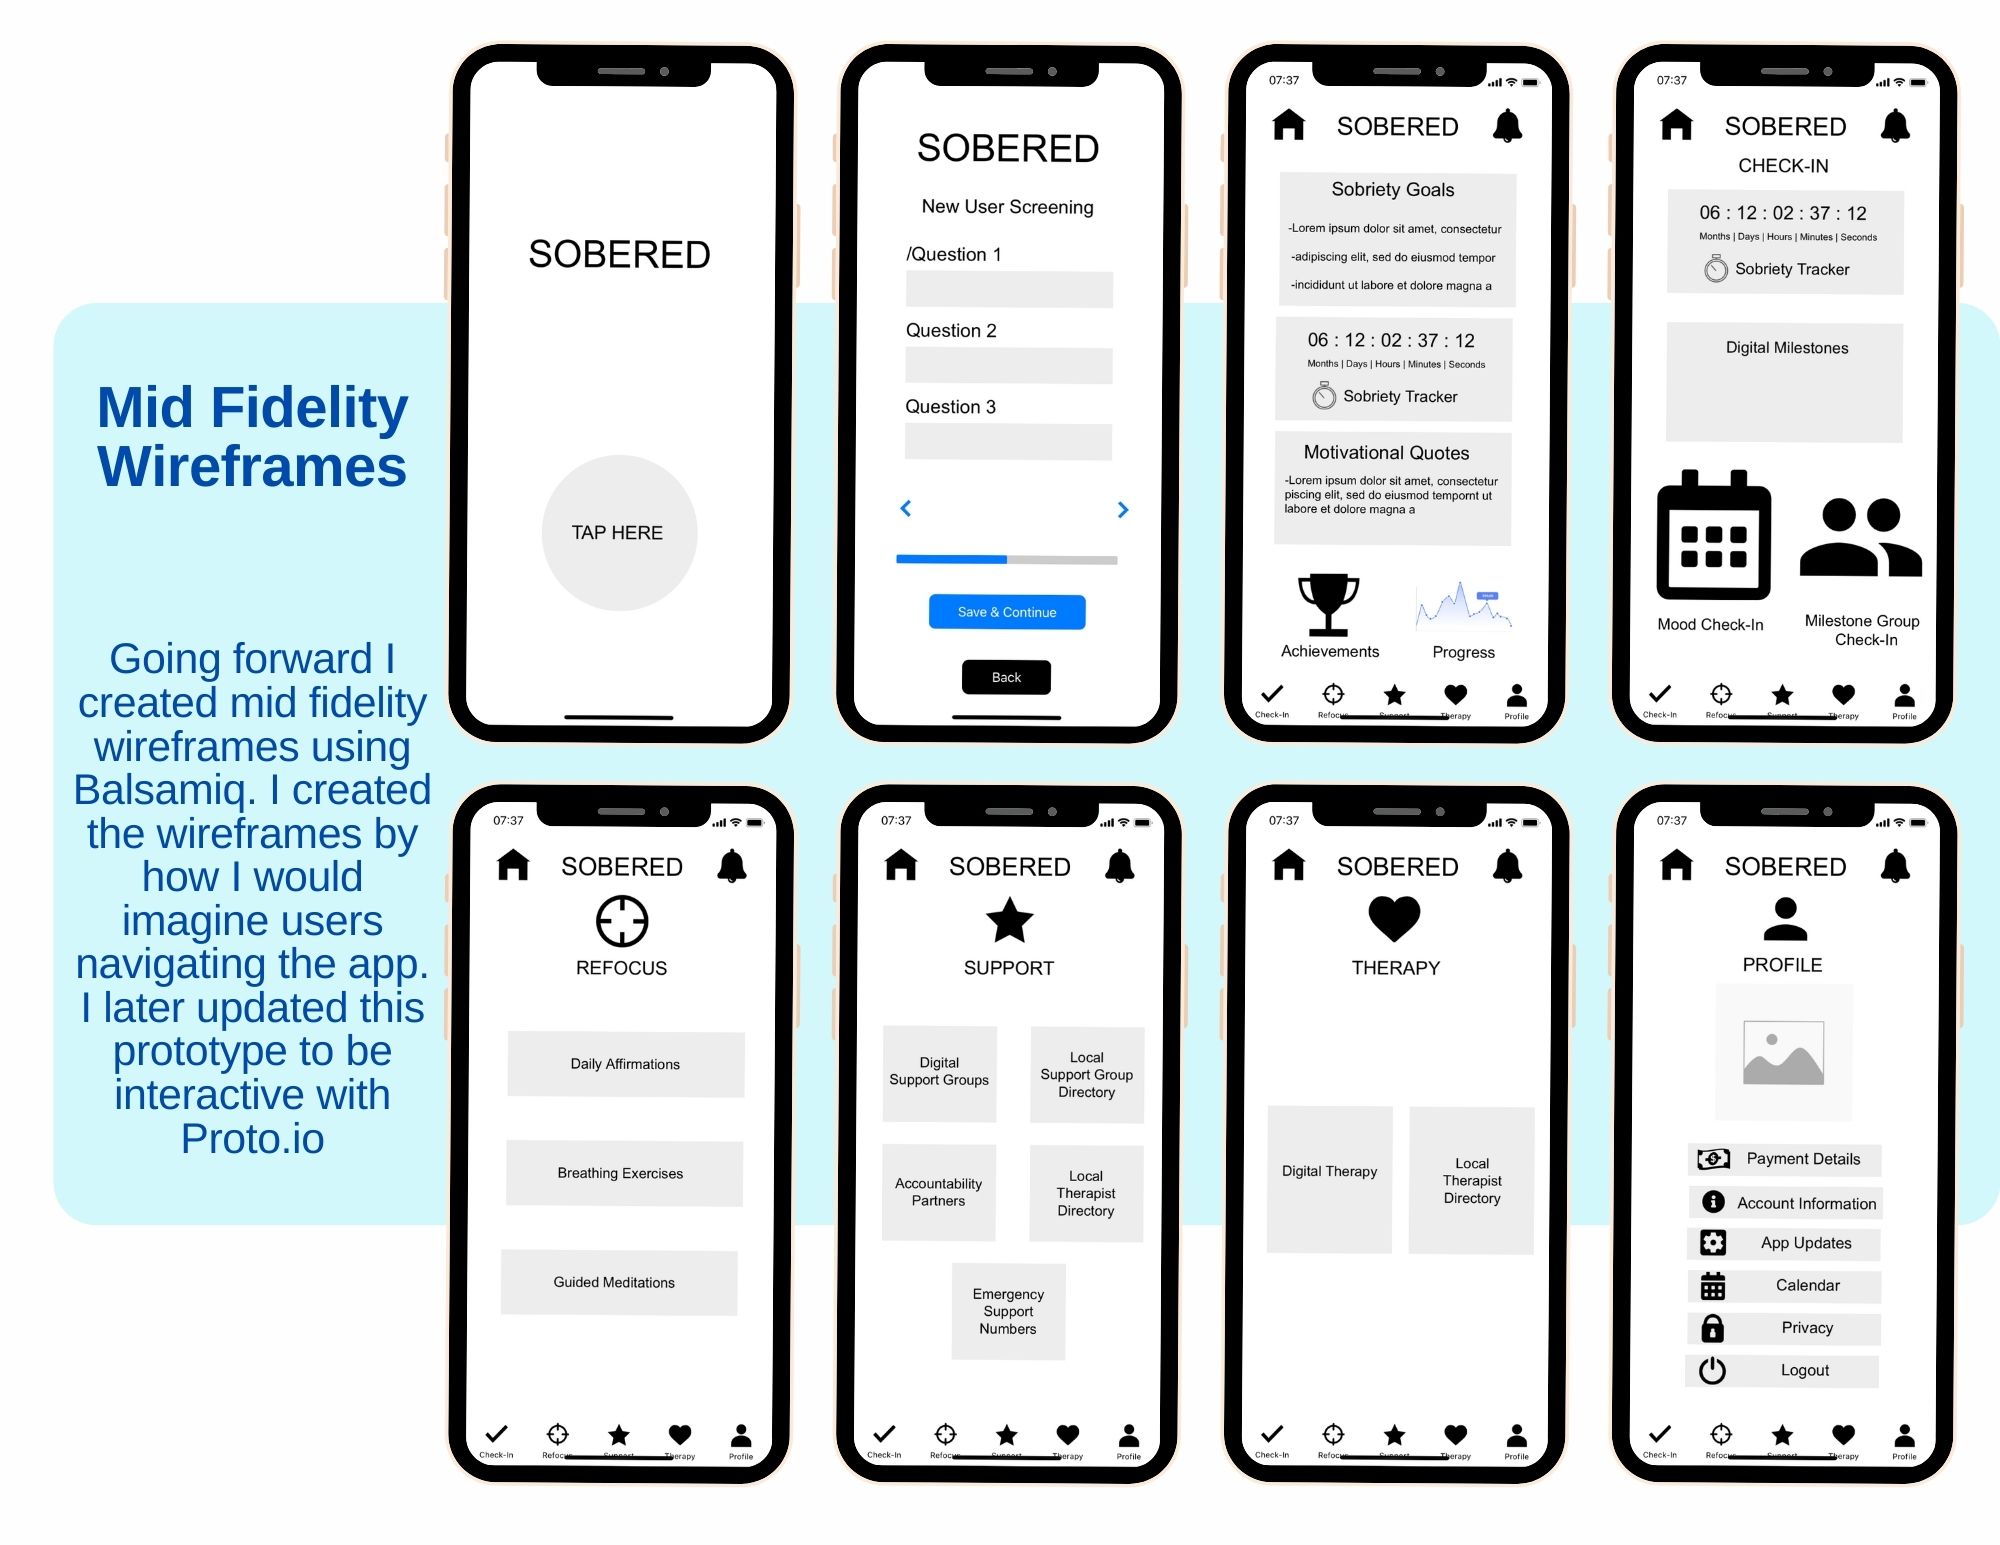 Mid Fidelity
Wireframes
Going forward I
created mid fidelity
wireframes using
Balsamiq. I created
the wireframes by
how I would
imagine users
navigating the app.
I later updated this
prototype to be
interactive with
Proto.io
SOBERED
TAP HERE
SOBERED
New User Screening
/Question 1
Question 2
Question 3
Save & Continue
Back
07:37
SOBERED
Sobriety Goals
-Lorem ipsum dolor sit amet, consectetur
-adipiscing elit, sed do eiusmod tempor
-incididunt ut labore et dolore magna a
06 : 12 : 02 : 37 : 12
Months | Days | Hours | Minutes | Seconds
Sobriety Tracker
Motivational Quotes
-Lorem ipsum dolor sit amet, consectetur
piscing elit, sed do eiusmod tempornt ut
labore et dolore magna a
Achievements
Progress
Check-In Refocus Support Therapy Profile
07:37
SOBERED
CHECK-IN
06 : 12 : 02 : 37 : 12
Months | Days | Hours | Minutes | Seconds
Sobriety Tracker
Digital Milestones
Mood Check-In
Milestone Group
Check-In
Check-In Refocus Support Therapy Profile
07:37
SOBERED
REFOCUS
Daily Affirmations
Breathing Exercises
Guided Meditations
Check-In Refocus Support Therapy Profile
07:37
SOBERED
SUPPORT
Digital
Support Groups
Local
Support Group
Directory
Accountability
Partners
Local
Therapist
Directory
Emergency
Support
Numbers
Check-In Refocus Support Therapy Profile
07:37
SOBERED
THERAPY
Digital Therapy
Local
Therapist
Directory
Check-In Refocus Support Therapy Profile
07:37
SOBERED
PROFILE
Payment Details
Account Information
App Updates
Calendar
Privacy
Logout
Check-In Refocus Support Therapy Profile